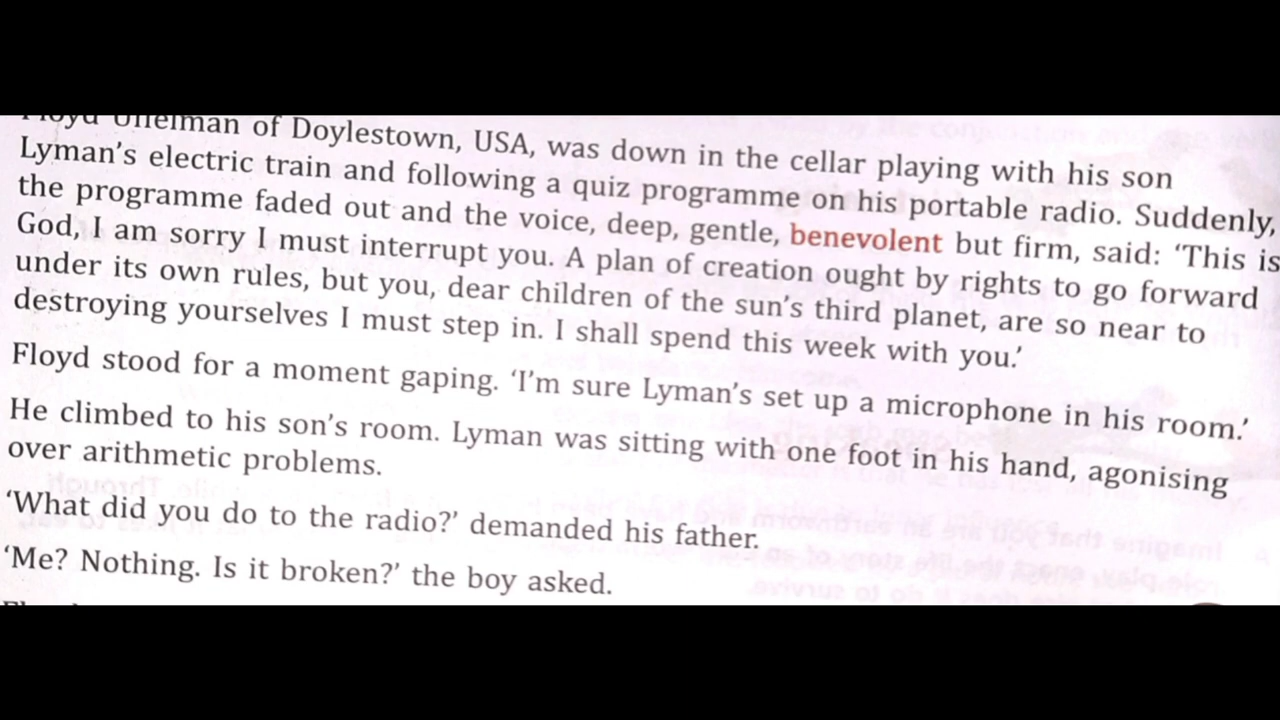 Floyd Uffelman of Doylestown, USA, was down in the cellar playing with his son
Lyman's electric train and following a quiz programme on his portable radio. Suddenly,
the programme faded out and the voice, deep, gentle, benevolent but firm, said: 'This is
God, I am sorry I must interrupt you. A plan of creation ought by rights to go forward
under its own rules, but you, dear children of the sun's third planet, are so near to
destroying yourselves I must step in. I shall spend this week with you.'
Floyd stood for a moment gaping. 'I'm sure Lyman's set up a microphone in his room.'
He climbed to his son's room. Lyman was sitting with one foot in his hand, agonising
over arithmetic problems.
'What did you do to the radio?' demanded his father.
'Me? Nothing. Is it broken?' the boy asked.